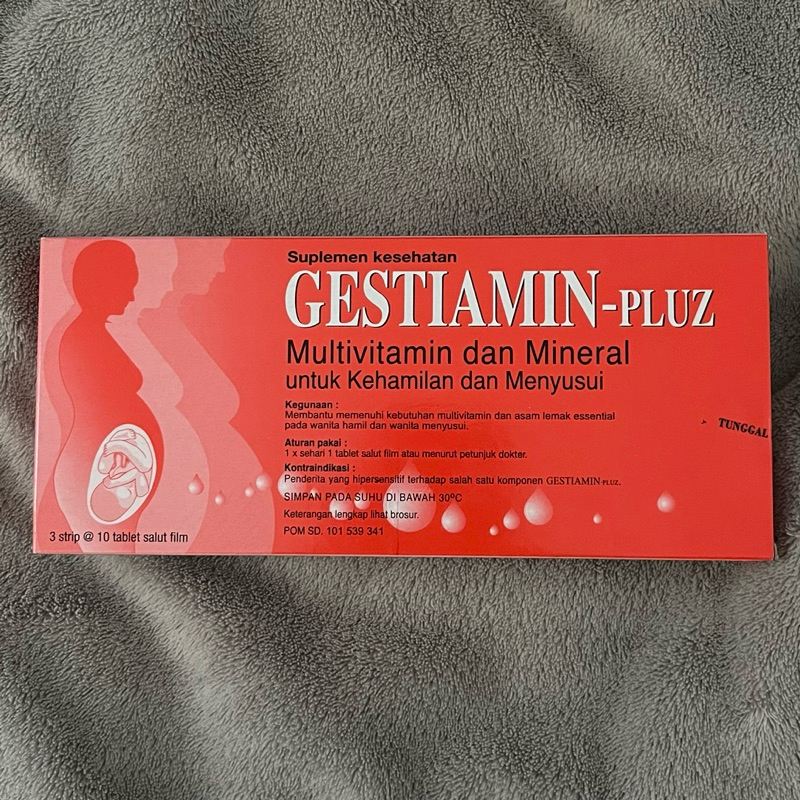 Suplemen kesehatan
GESTIAMIN-PLUZ
Multivitamin dan Mineral
untuk Kehamilan dan Menyusui
Kegunaan :
Membantu memenuhi kebutuhan multivitamin dan asam lemak essential
pada wanita hamil dan wanita menyusui.
Aturan pakai :
1 x sehari 1 tablet salut film atau menurut petunjuk dokter.
Kontraindikasi :
Penderita yang hipersensitif terhadap salah satu komponen GESTIAMIN-PLUZ.
SIMPAN PADA SUHU DI BAWAH 30ºC
Keterangan lengkap lihat brosur.
POM SD. 101 539 341
3 strip @ 10 tablet salut film
TUNGGAL